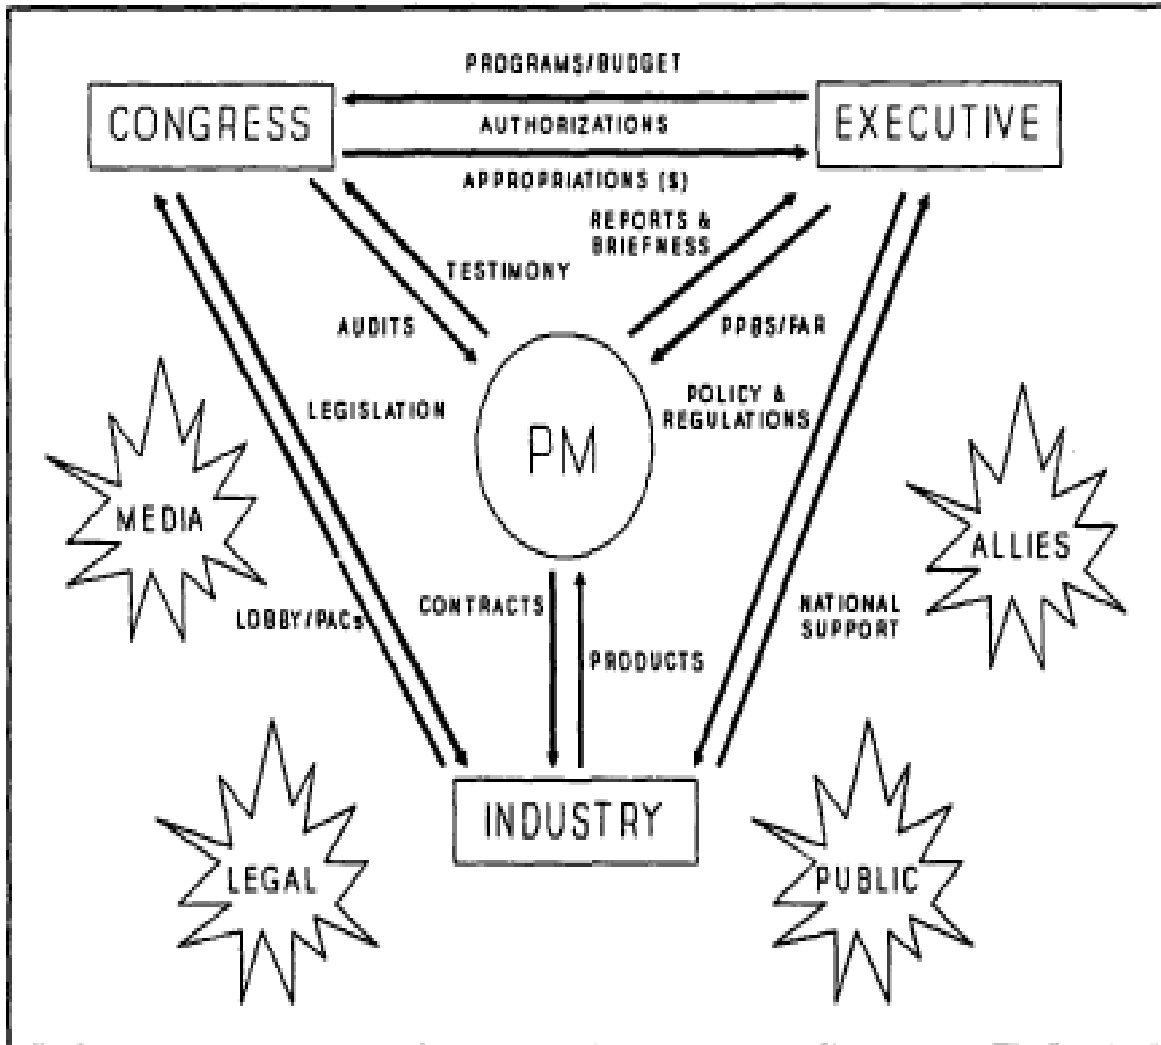 PROGRAMS/BUDGET
CONGRESS
EXECUTIVE
AUTHORIZATIONS
APPROPRIATIONS ($)
REPORTS &
BRIEFNESS
TESTIMONY
AUDITS
PPBS/FAR
LEGISLATION
POLICY &
REGULATIONS
PM
MEDIA
ALLIES
CONTRACTS
LOBBY/PACs
NATIONAL
SUPPORT
PRODUCTS
INDUSTRY
LEGAL
PUBLIC